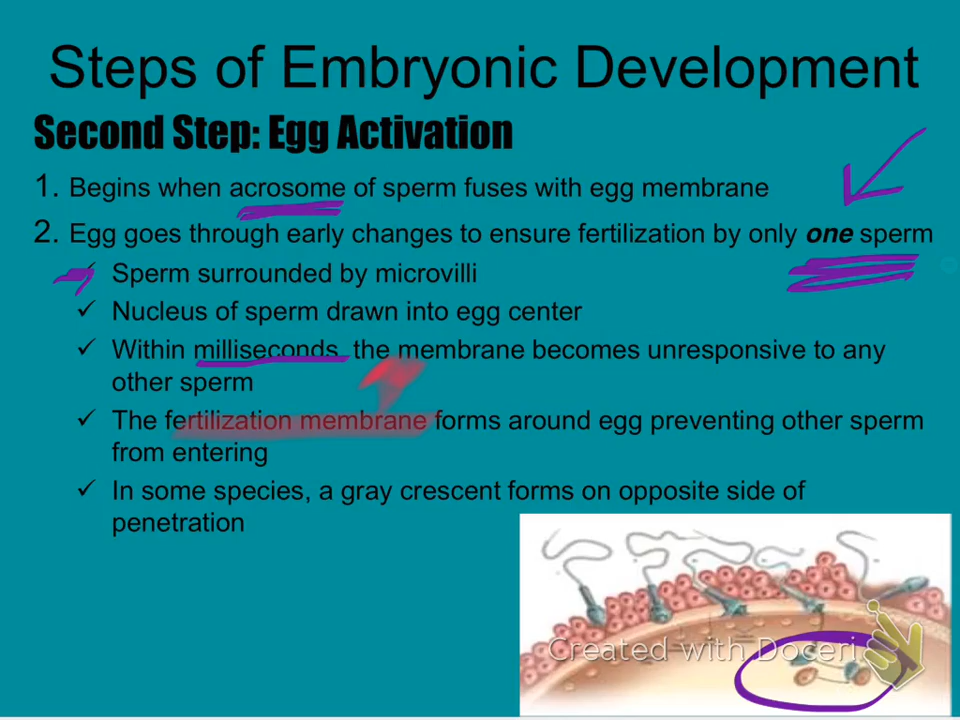 Steps of Embryonic Development
Second Step: Egg Activation
1. Begins when acrosome of sperm fuses with egg membrane
2. Egg goes through early changes to ensure fertilization by only one sperm
✓ Sperm surrounded by microvilli
✓ Nucleus of sperm drawn into egg center
✓ Within milliseconds, the membrane becomes unresponsive to any
other sperm
✓ The fertilization membrane forms around egg preventing other sperm
from entering
✓ In some species, a gray crescent forms on opposite side of
penetration
Created with Doceri